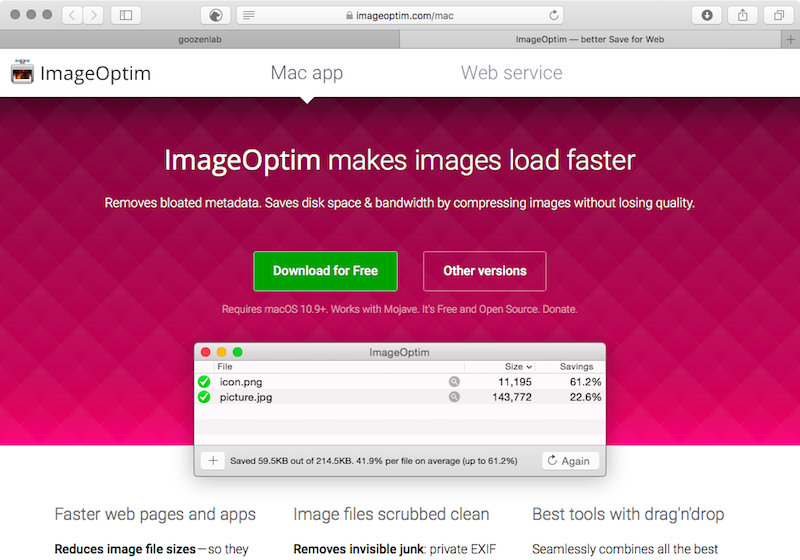 imageoptim.com/mac
goozenlab
ImageOptim — better Save for Web
ImageOptim
Mac app
Web service
ImageOptim makes images load faster
Removes bloated metadata. Saves disk space & bandwidth by compressing images without losing quality.
Download for Free
Other versions
Requires macOS 10.9+. Works with Mojave. It's Free and Open Source. Donate.
ImageOptim
File Size Savings
icon.png 11,195 61.2%
picture.jpg 143,772 22.6%
Saved 59.5KB out of 214.5KB. 41.9% per file on average (up to 61.2%)
Again
Faster web pages and apps
Reduces image file sizes — so they
Image files scrubbed clean
Removes invisible junk: private EXIF
Best tools with drag'n'drop
Seamlessly combines all the best